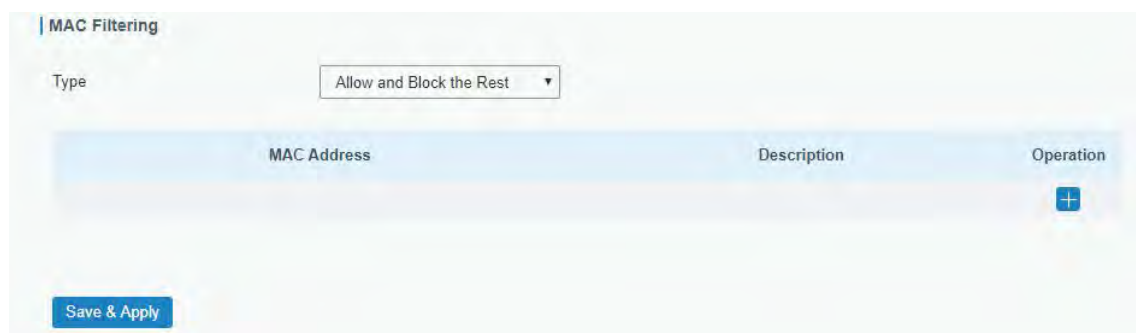 MAC Filtering
Type Allow and Block the Rest
MAC Address Description Operation
Save & Apply